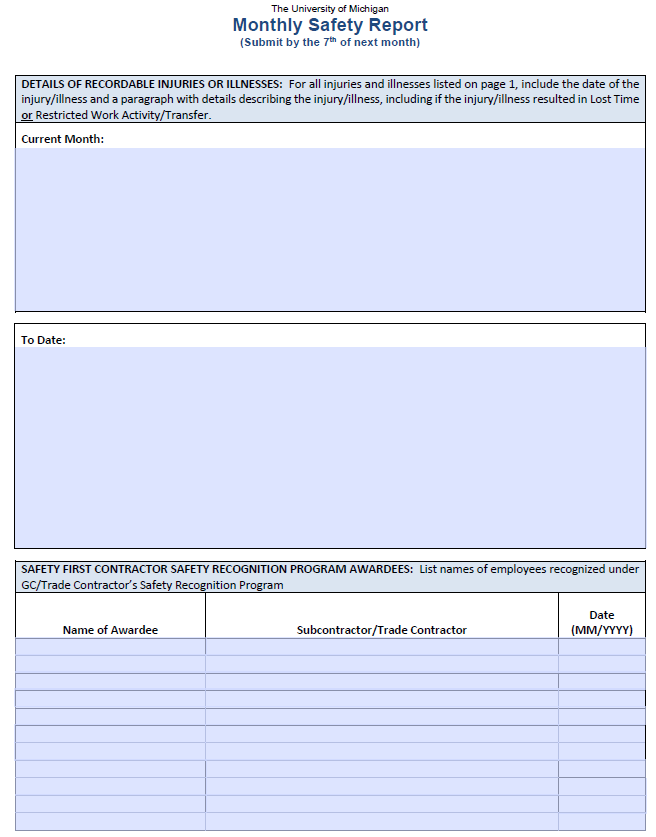 The University of Michigan
Monthly Safety Report
(Submit by the 7th of next month)
DETAILS OF RECORDABLE INJURIES OR ILLNESSES: For all injuries and illnesses listed on page 1, include the date of the
injury/illness and a paragraph with details describing the injury/illness, including if the injury/illness resulted in Lost Time
or Restricted Work Activity/Transfer.
Current Month:
To Date:
SAFETY FIRST CONTRACTOR SAFETY RECOGNITION PROGRAM AWARDEES: List names of employees recognized under
GC/Trade Contractor's Safety Recognition Program
Name of Awardee
Subcontractor/Trade Contractor
Date
(MM/YYYY)